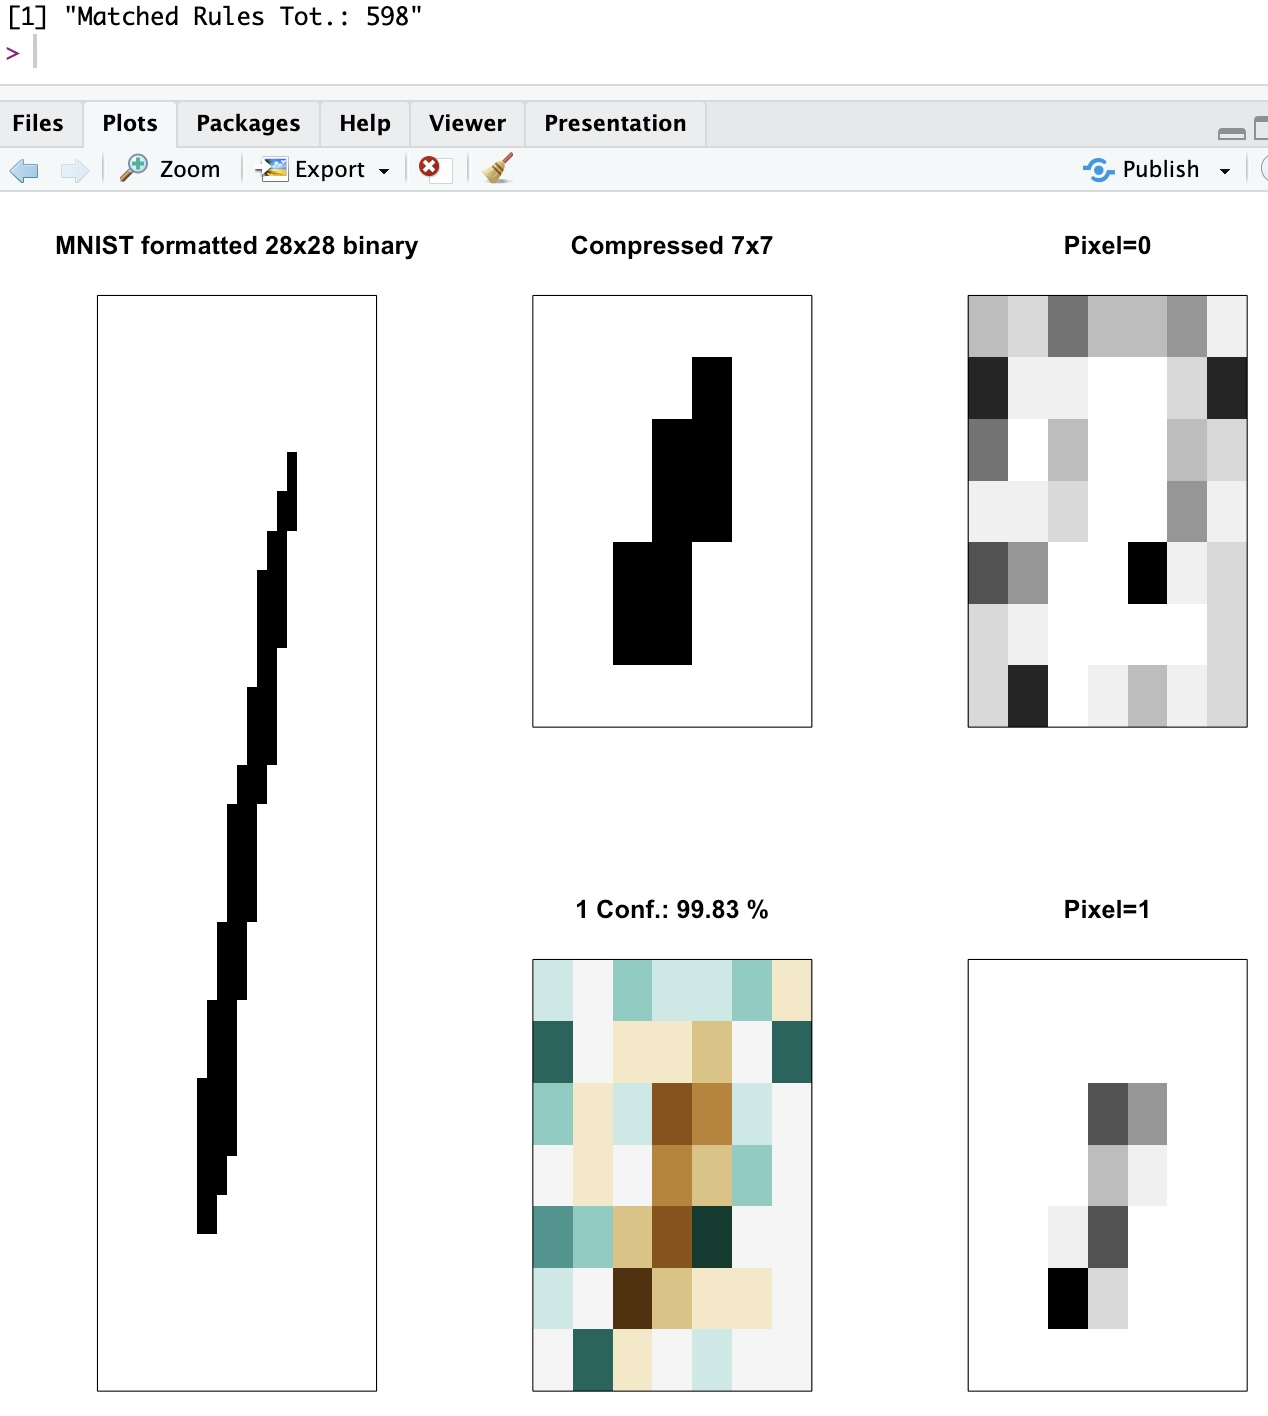 [1] "Matched Rules Tot.: 598"
>
Files Plots Packages Help Viewer Presentation
Zoom Export Publish
MNIST formatted 28x28 binary Compressed 7x7 Pixel=0
1 Conf.: 99.83 % Pixel=1